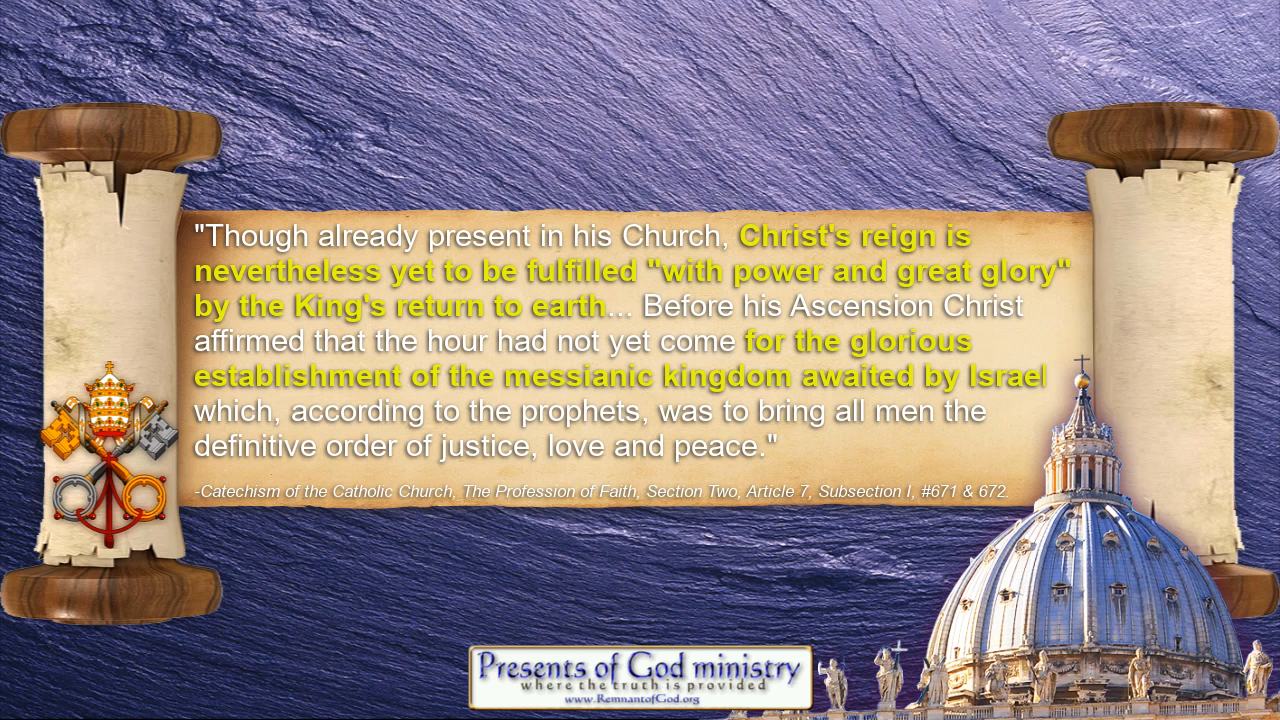 "Though already present in his Church, Christ's reign is
nevertheless yet to be fulfilled "with power and great glory"
by the King's return to earth... Before his Ascension Christ
affirmed that the hour had not yet come for the glorious
establishment of the messianic kingdom awaited by Israel
which, according to the prophets, was to bring all men the
definitive order of justice, love and peace."
-Catechism of the Catholic Church, The Profession of Faith, Section Two, Article 7, Subsection I, #671 & 672.
Presents of God ministry
where the truth is provided
www.RemnantofGod.org